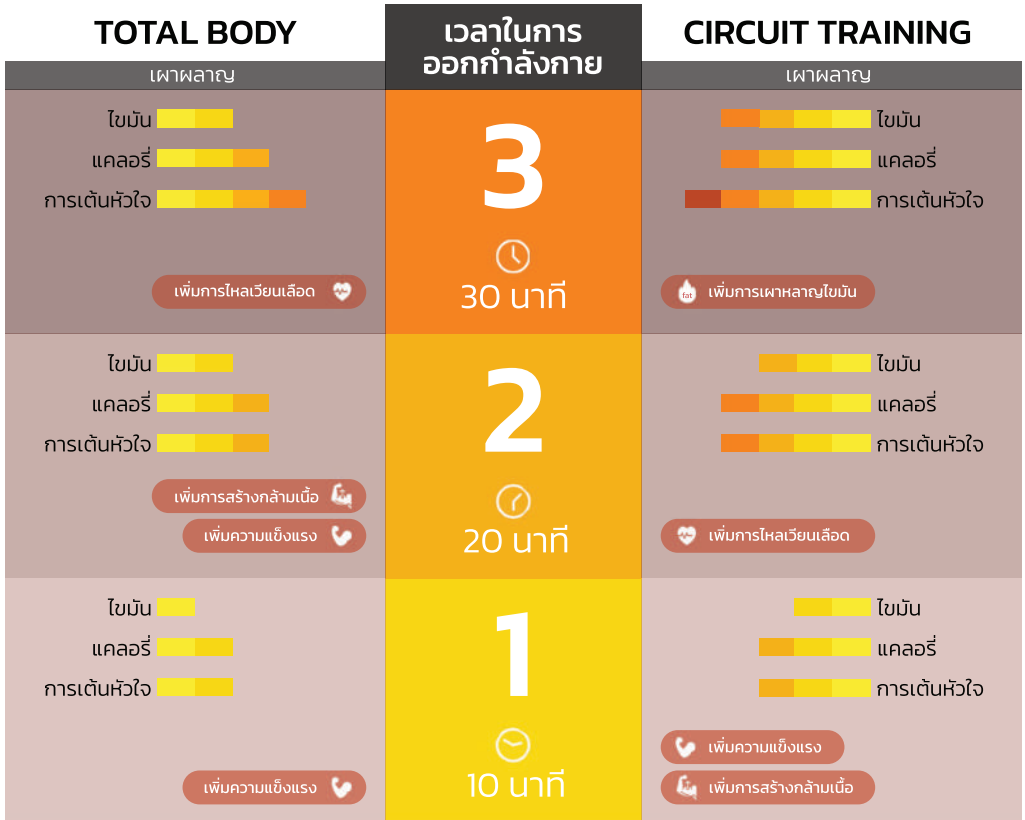 TOTAL BODY
เวลาในการ
ออกกำลังกาย
CIRCUIT TRAINING
เผาผลาญ
เผาผลาญ
ไขมัน
แคลอรี่
การเต้นหัวใจ
เพิ่มการไหลเวียนเลือด
3
30 นาที
ไขมัน
แคลอรี่
การเต้นหัวใจ
fat
เพิ่มการเผาหลาญไขมัน
ไขมัน
แคลอรี่
การเต้นหัวใจ
เพิ่มการสร้างกล้ามเนื้อ
เพิ่มความแข็งแรง
2
20 นาที
ไขมัน
แคลอรี่
การเต้นหัวใจ
เพิ่มการไหลเวียนเลือด
ไขมัน
แคลอรี่
การเต้นหัวใจ
เพิ่มความแข็งแรง
1
10 นาที
ไขมัน
แคลอรี่
การเต้นหัวใจ
เพิ่มความแข็งแรง
เพิ่มการสร้างกล้ามเนื้อ